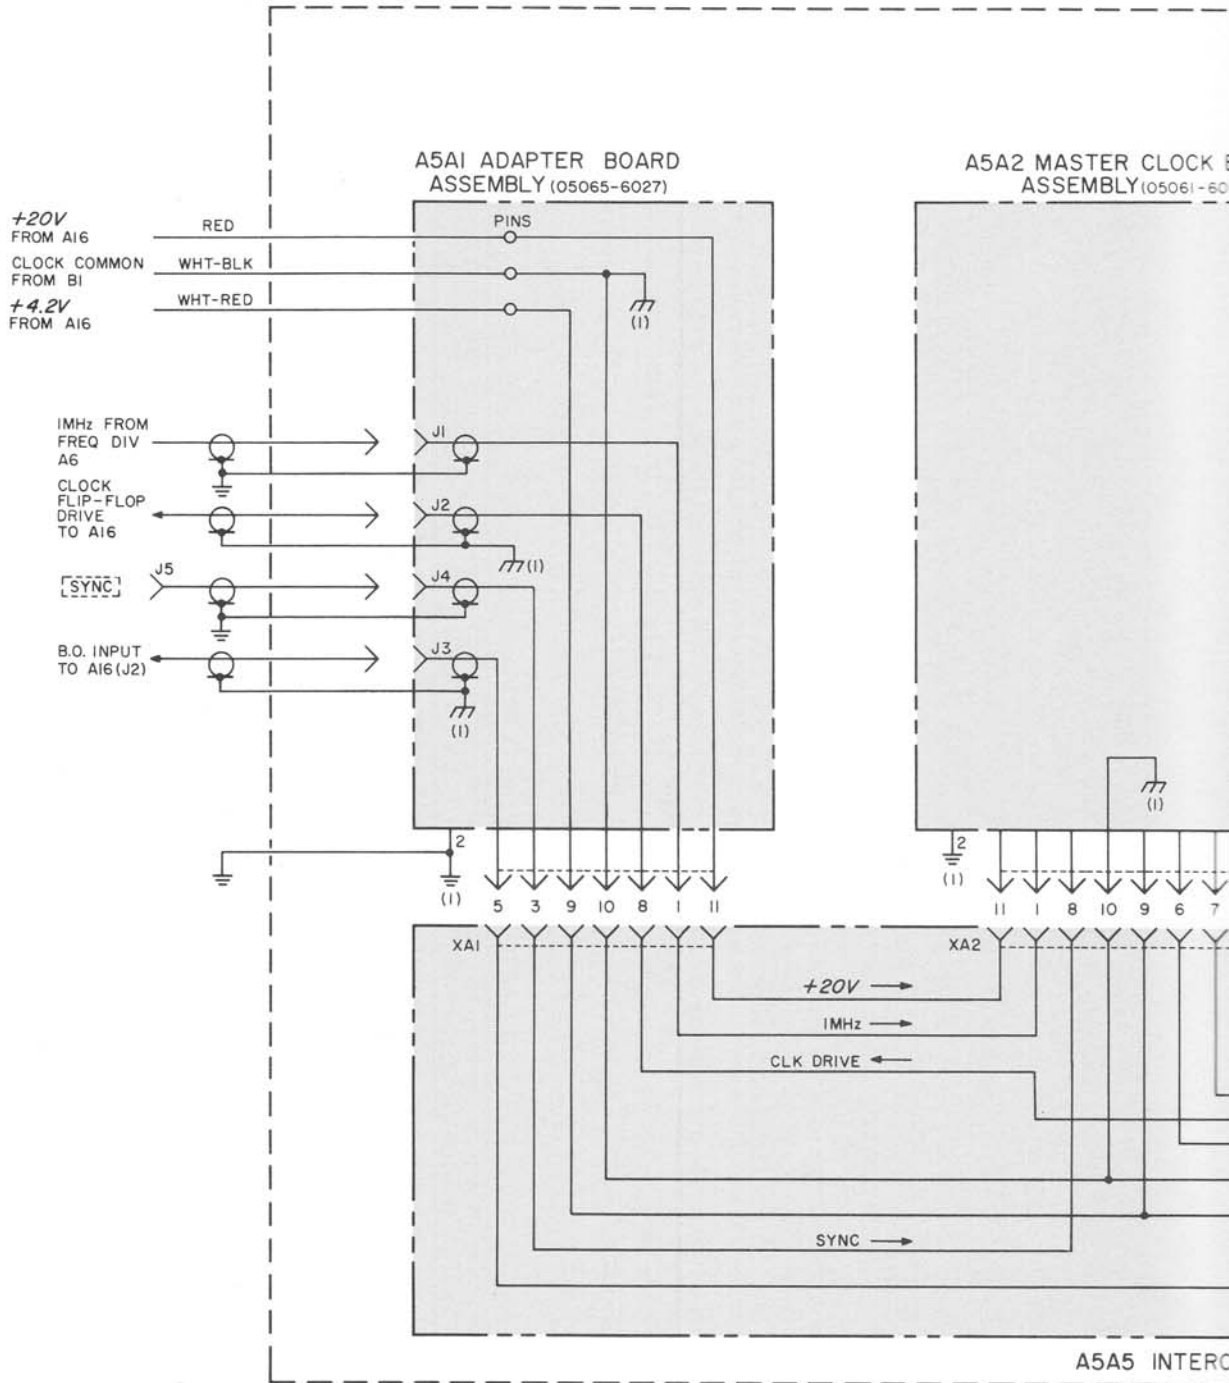 A5A1 ADAPTER BOARD
ASSEMBLY (05065-6027)
A5A2 MASTER CLOCK
ASSEMBLY (05061-60
+20V
FROM A16
RED
PINS
CLOCK COMMON
FROM B1
WHT-BLK
+4.2V
FROM A16
WHT-RED
(1)
1MHz FROM
FREQ DIV
A6
J1
CLOCK
FLIP-FLOP
DRIVE
TO A16
J2
(1)
SYNC
J5
J4
B.O. INPUT
TO A16 (J2)
J3
(1)
(1)
2
(1)
2
(1)
5 3 9 10 8 1 11
11 1 8 10 9 6 7
XA1
XA2
+20V
1MHz
CLK DRIVE
SYNC
A5A5 INTERC